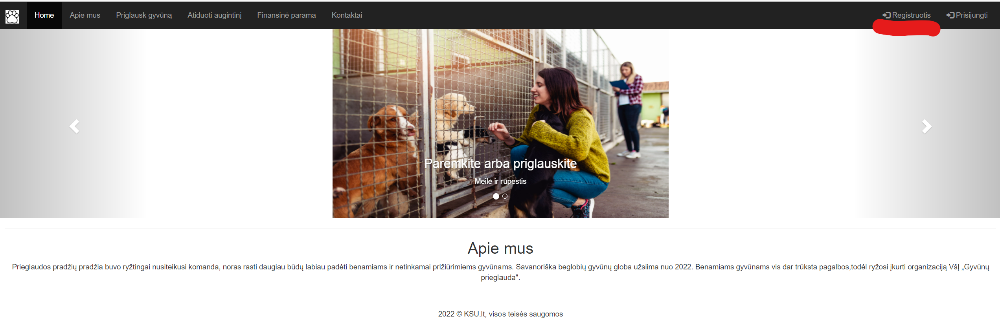 Home Apie mus Priglausk gyvūną Atiduoti augintinį Finansinė parama Kontaktai Registruotis Prisijungti
Paremkite arba priglauskite
Meilė ir rūpestis
Apie mus
Prieglaudos pradžių pradžia buvo ryžtingai nusiteikusi komanda, noras rasti daugiau būdų labiau padėti benamiams ir netinkamai prižiūrimiems gyvūnams. Savanoriška beglobių gyvūnų globa užsiima nuo 2022. Benamiams gyvūnams vis dar trūksta pagalbos,todėl ryžosi įkurti organizaciją VšĮ „Gyvūnų
prieglauda".
2022 © KSU.lt, visos teisės saugomos